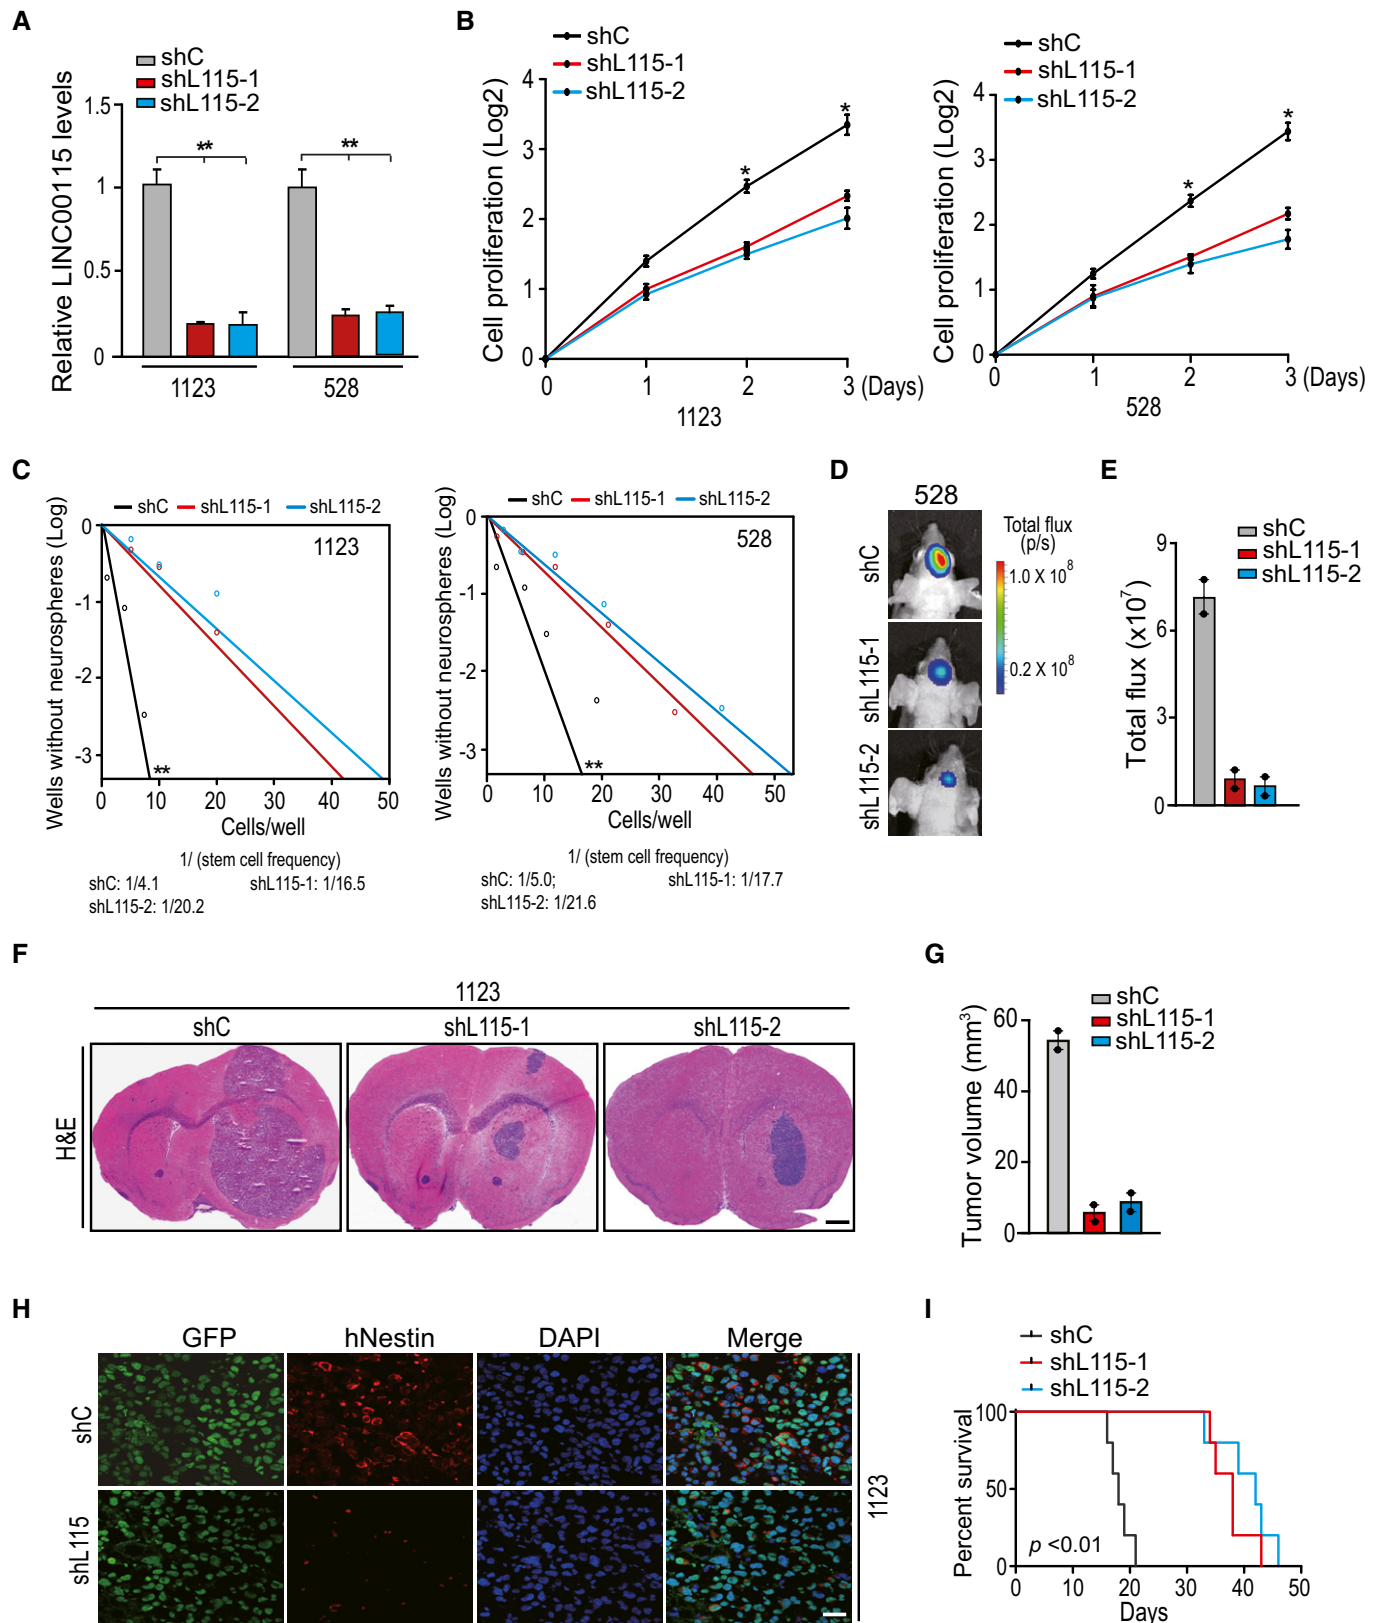 A
shC
shL115-1
shL115-2
Relative LINC00115 levels
1.5
1
0.5
0
**
**
1123
528
B
shC
shL115-1
shL115-2
Cell proliferation (Log2)
4
3
2
1
0
*
*
0 1 2 3 (Days)
1123
shC
shL115-1
shL115-2
Cell proliferation (Log2)
4
3
2
1
0
*
*
0 1 2 3 (Days)
528
C
shC shL115-1 shL115-2
Wells without neurospheres (Log)
0
-1
-2
-3
1123
**
0 10 20 30 40 50
Cells/well
1/ (stem cell frequency)
shC: 1/4.1 shL115-1: 1/16.5
shL115-2: 1/20.2
shC shL115-1 shL115-2
Wells without neurospheres (Log)
0
-1
-2
-3
528
**
0 10 20 30 40 50
Cells/well
1/ (stem cell frequency)
shC: 1/5.0; shL115-1: 1/17.7
shL115-2: 1/21.6
D
528
shC
shL115-1
shL115-2
Total flux
(p/s)
1.0 X 10⁸
0.2 X 10⁸
E
shC
shL115-1
shL115-2
Total flux (x10⁷)
9
6
3
0
F
1123
shC shL115-1 shL115-2
H&E
G
shC
shL115-1
shL115-2
Tumor volume (mm³)
60
40
20
0
H
GFP hNestin DAPI Merge
shC
shL115
1123
I
shC
shL115-1
shL115-2
Percent survival
100
50
0
p <0.01
0 10 20 30 40 50
Days